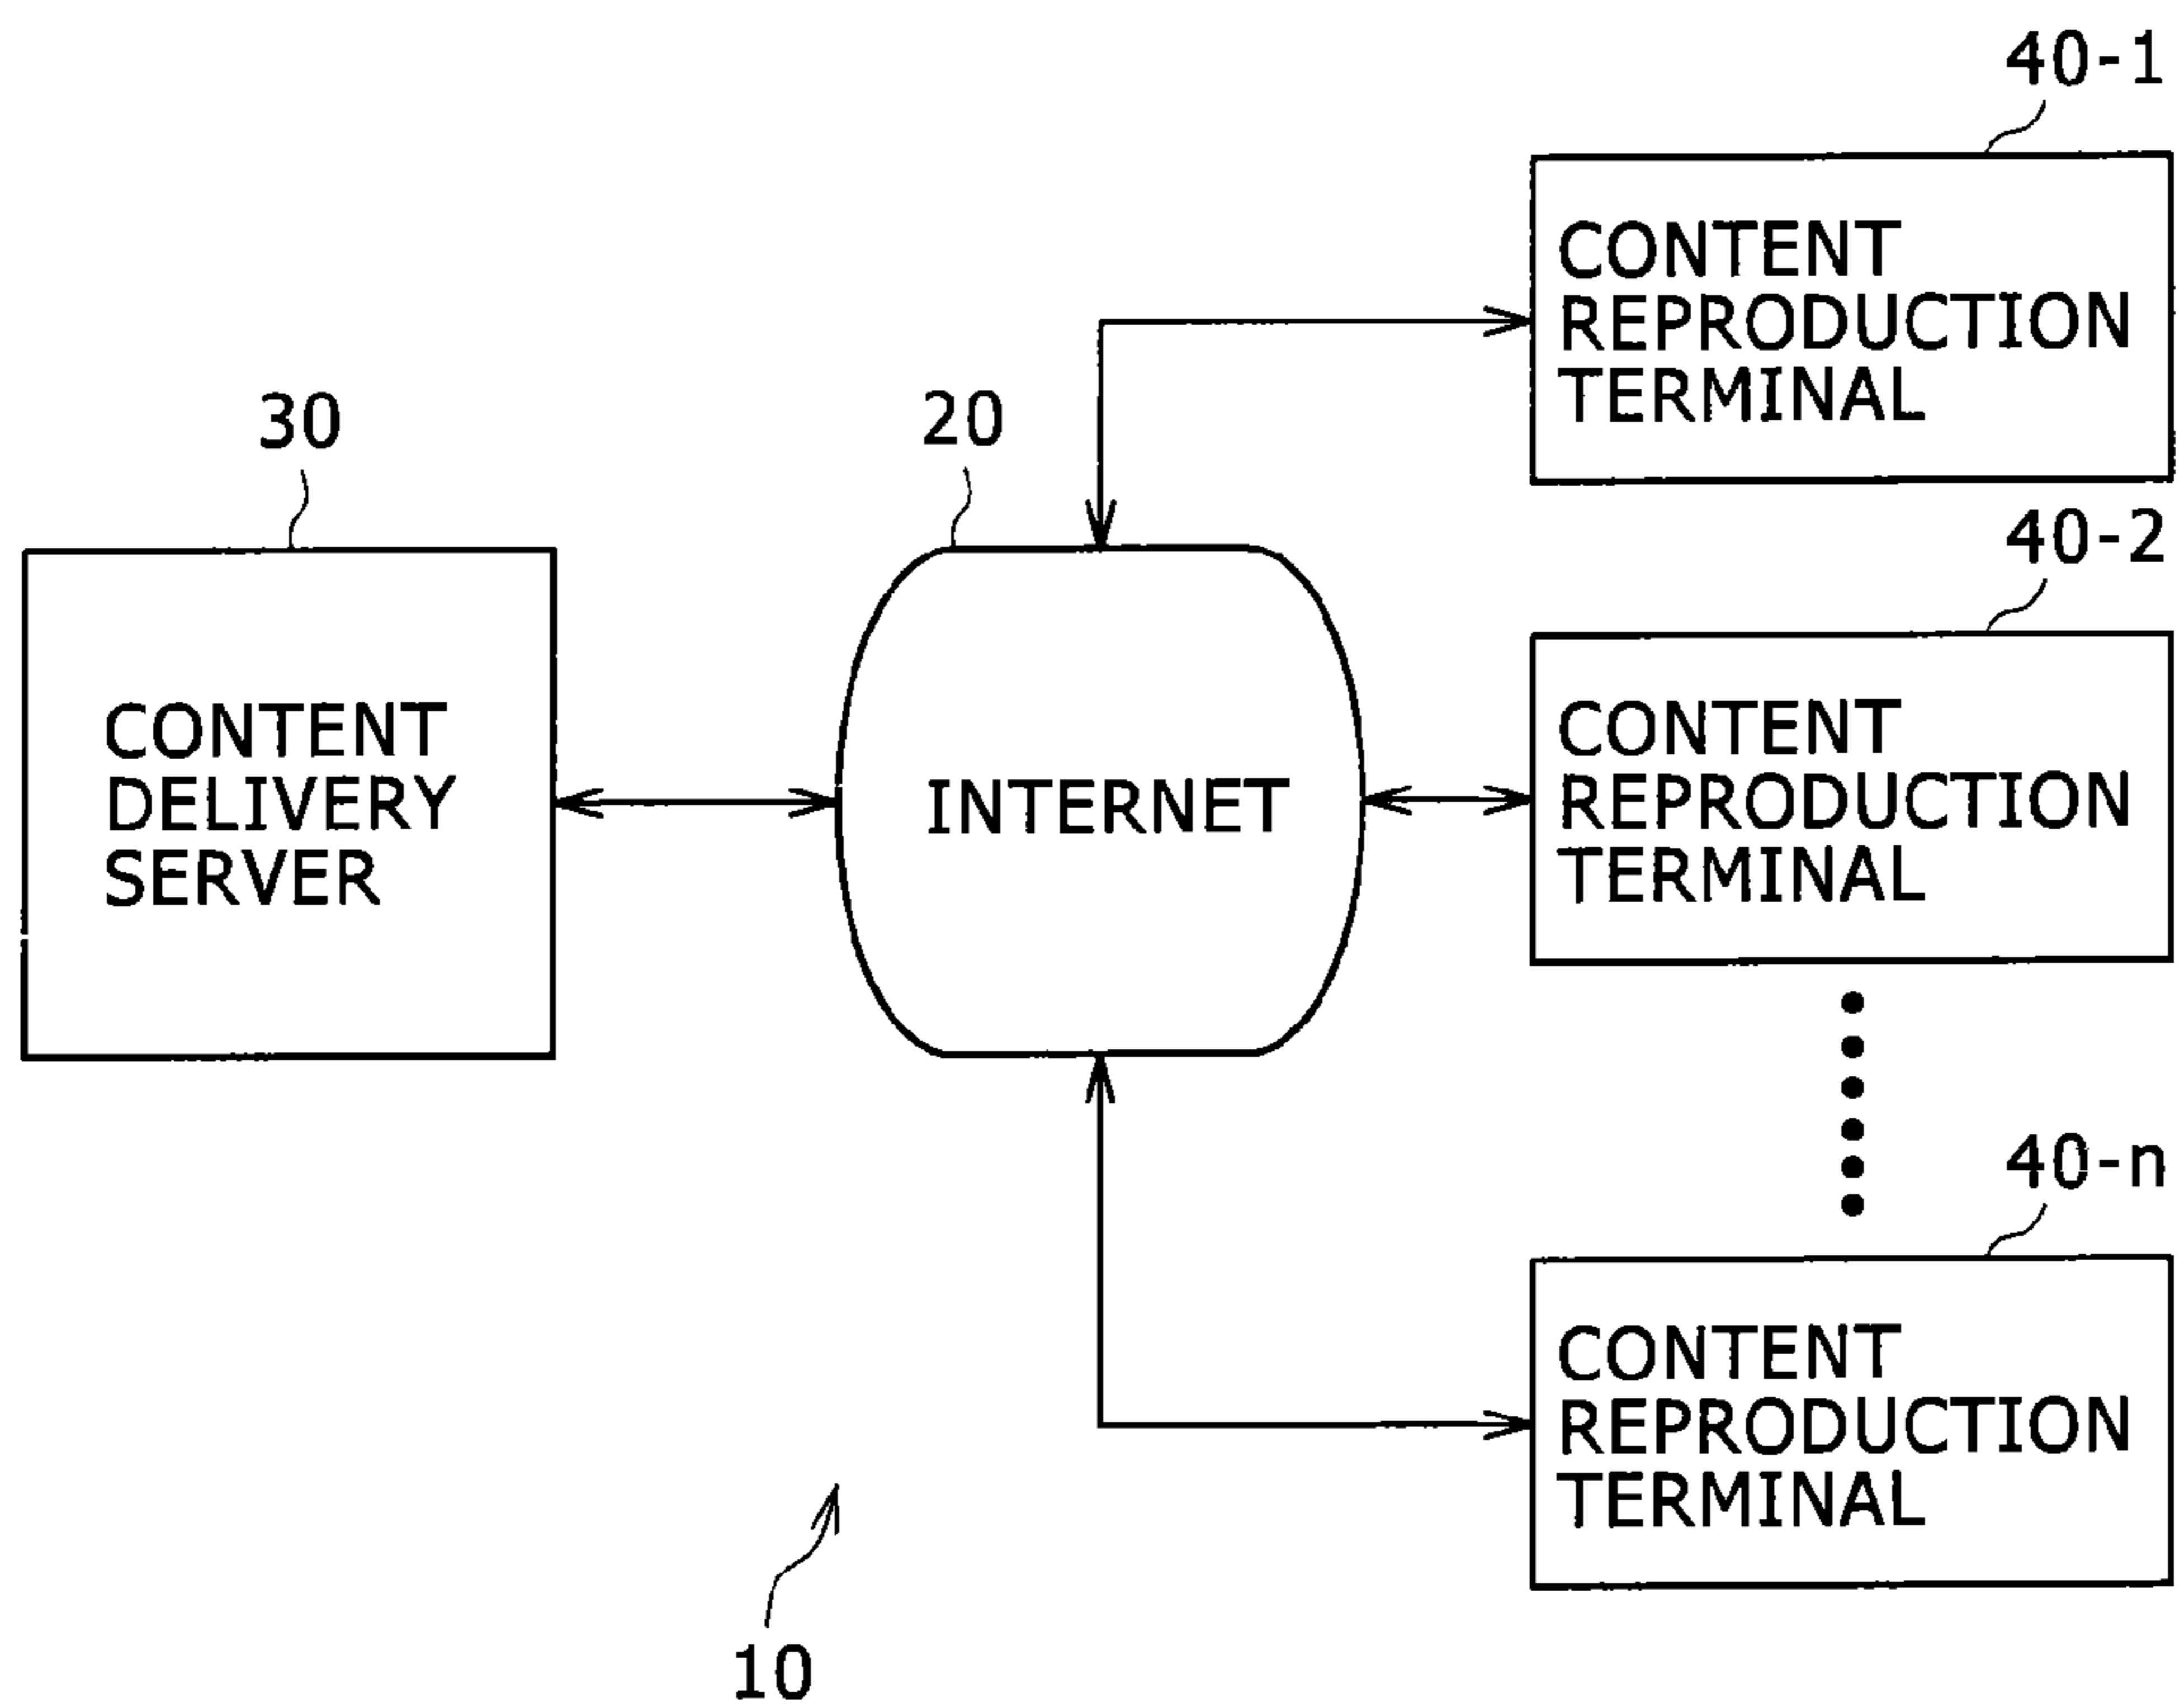 40-1
CONTENT
REPRODUCTION
TERMINAL
30
20
40-2
CONTENT
DELIVERY
SERVER
INTERNET
CONTENT
REPRODUCTION
TERMINAL
40-n
CONTENT
REPRODUCTION
TERMINAL
10